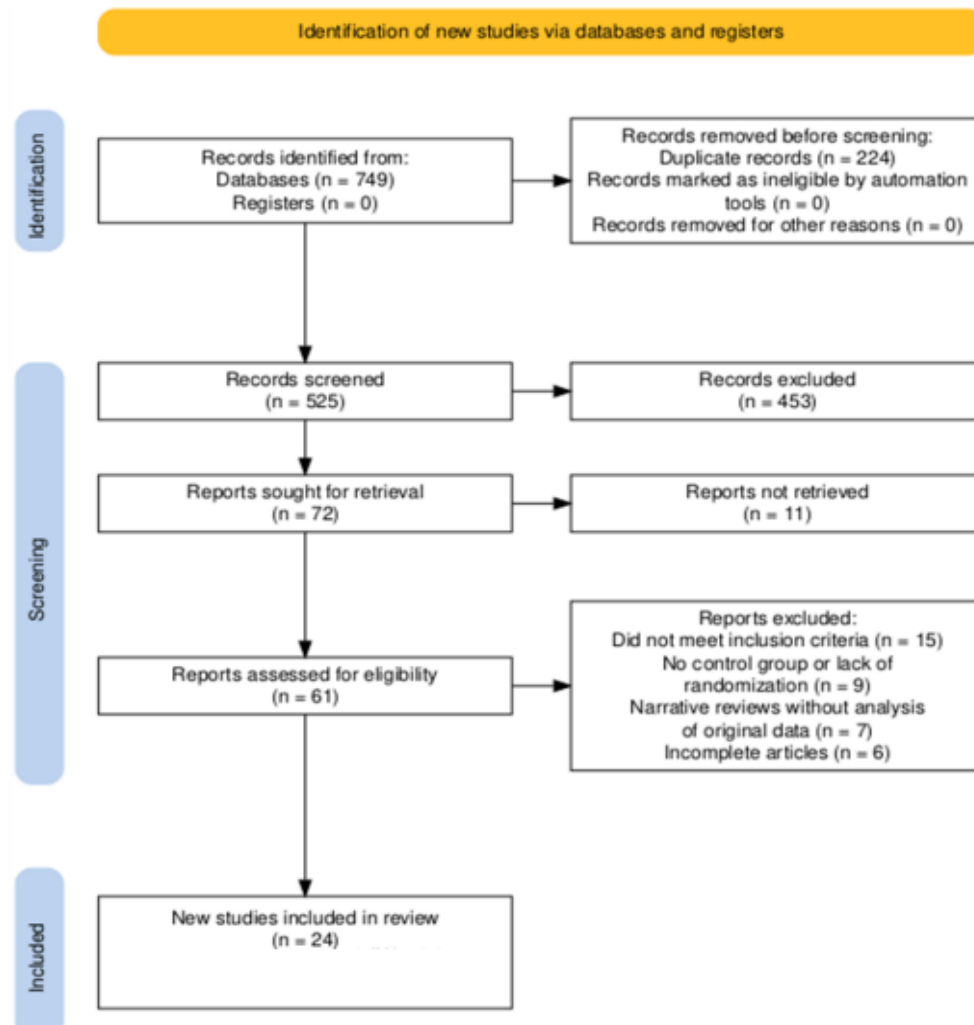 Identification of new studies via databases and registers
Identification
Records identified from:
Databases (n = 749)
Registers (n = 0)
Records removed before screening:
Duplicate records (n = 224)
Records marked as ineligible by automation
tools (n = 0)
Records removed for other reasons (n = 0)
Screening
Records screened
(n = 525)
Records excluded
(n = 453)
Reports sought for retrieval
(n = 72)
Reports not retrieved
(n = 11)
Reports assessed for eligibility
(n = 61)
Reports excluded:
Did not meet inclusion criteria (n = 15)
No control group or lack of
randomization (n = 9)
Narrative reviews without analysis
of original data (n = 7)
Incomplete articles (n = 6)
Included
New studies included in review
(n = 24)